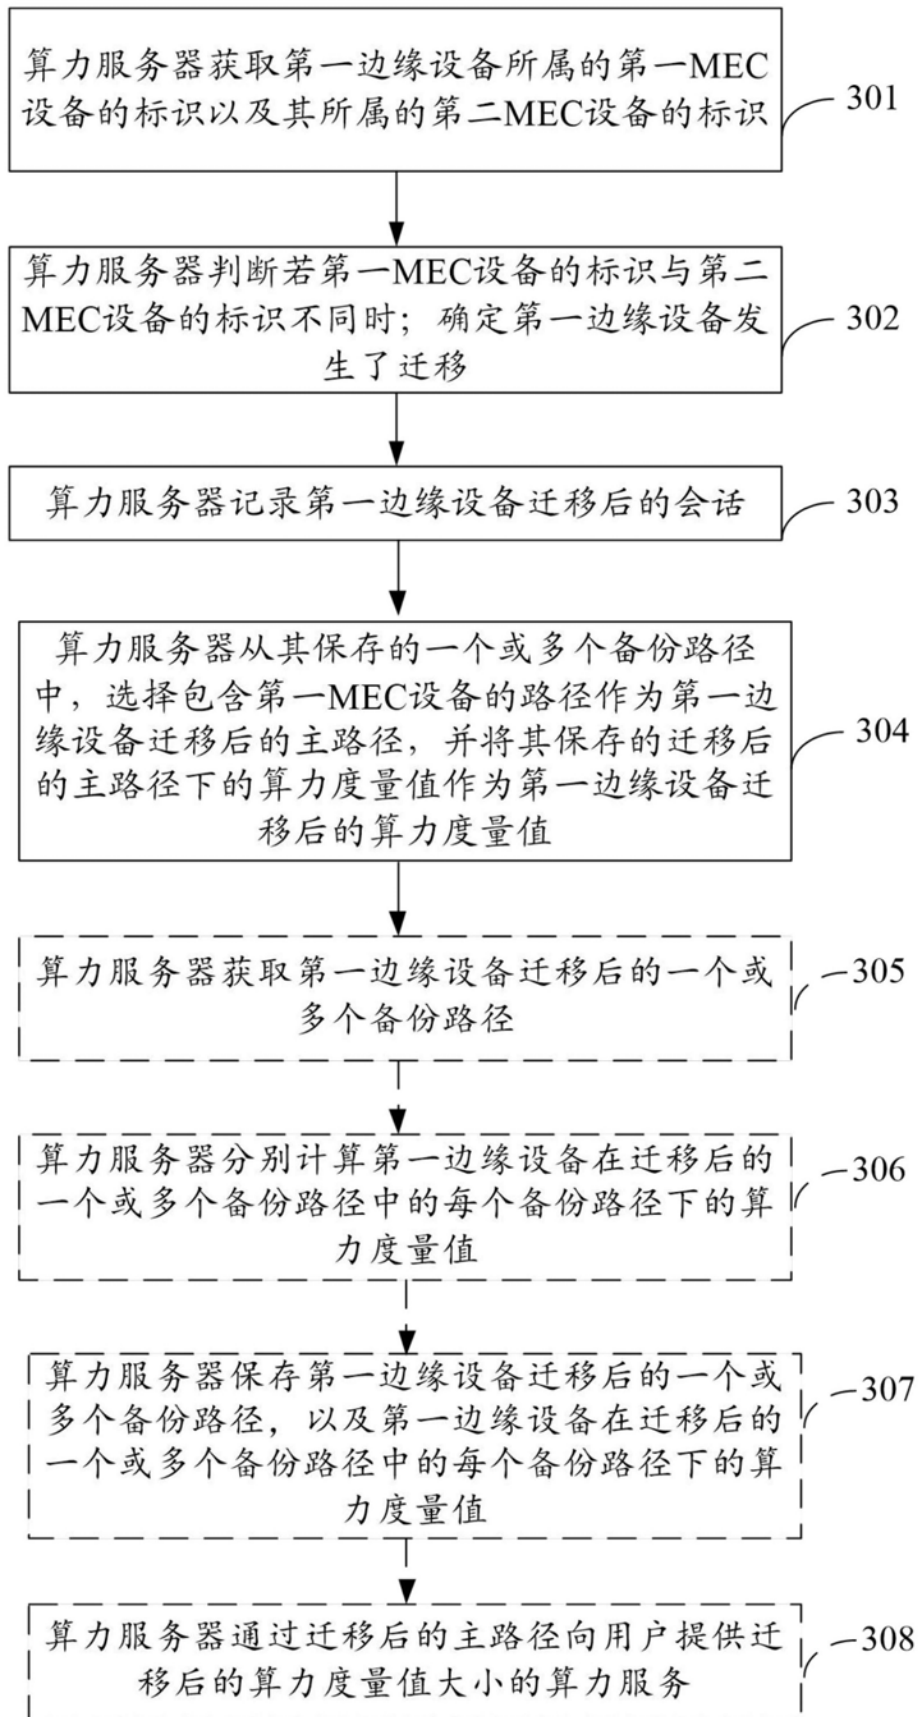 算力服务器获取第一边缘设备所属的第一MEC
设备的标识以及其所属的第二MEC设备的标识
301
算力服务器判断若第一MEC设备的标识与第二
MEC设备的标识不同时；确定第一边缘设备发
生了迁移
302
算力服务器记录第一边缘设备迁移后的会话
303
算力服务器从其保存的一个或多个备份路径
中，选择包含第一MEC设备的路径作为第一边
缘设备迁移后的主路径，并将其保存的迁移后
的主路径下的算力度量值作为第一边缘设备迁
移后的算力度量值
304
算力服务器获取第一边缘设备迁移后的一个或
多个备份路径
305
算力服务器分别计算第一边缘设备在迁移后的
一个或多个备份路径中的每个备份路径下的算
力度量值
306
算力服务器保存第一边缘设备迁移后的一个或
多个备份路径，以及第一边缘设备在迁移后的
一个或多个备份路径中的每个备份路径下的算
力度量值
307
算力服务器通过迁移后的主路径向用户提供迁
移后的算力度量值大小的算力服务
308